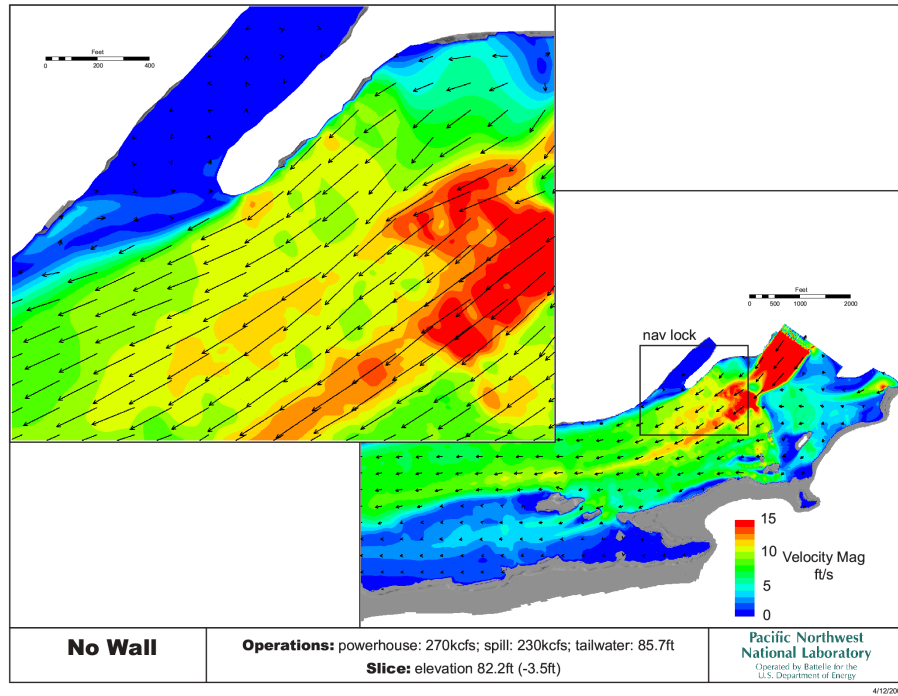 Feet
0 200 400
Feet
0 500 1000 2000
nav lock
15
10
5
0
Velocity Mag
ft/s
No Wall
Operations: powerhouse: 270kcfs; spill: 230kcfs; tailwater: 85.7ft
Slice: elevation 82.2ft (-3.5ft)
Pacific Northwest
National Laboratory
Operated by Battelle for the
U.S. Department of Energy